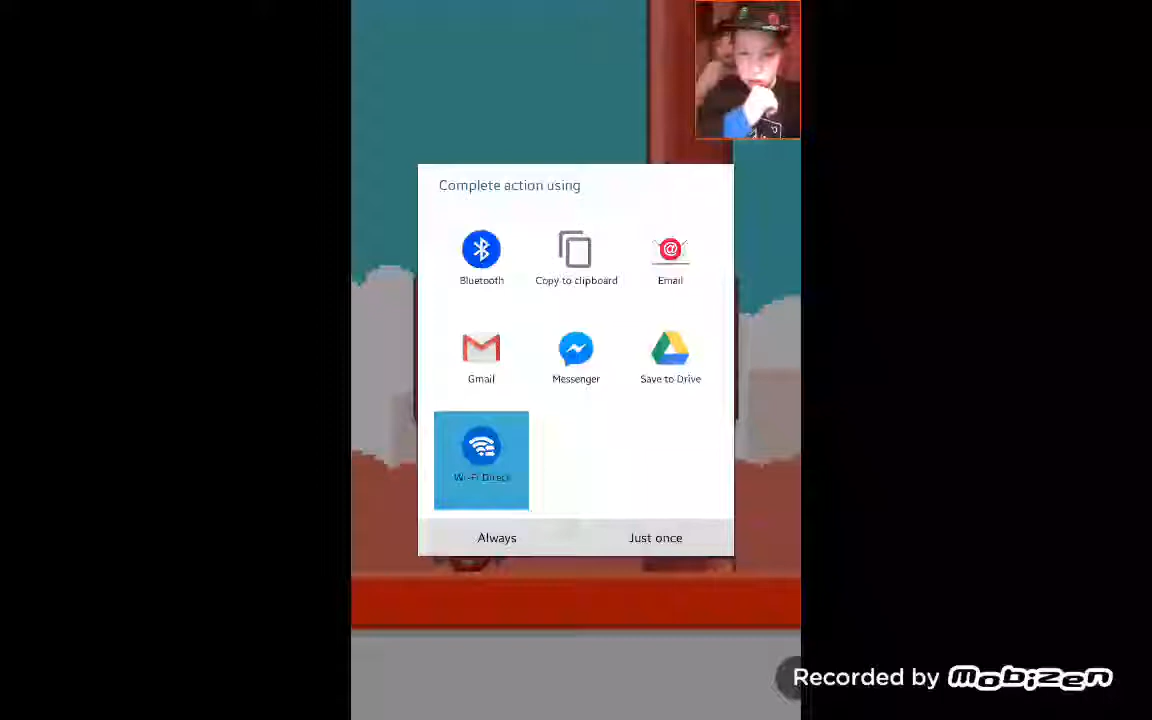 Complete action using
Bluetooth
Copy to clipboard
Email
Gmail
Messenger
Save to Drive
Wi-Fi Direct
Always
Just once
Recorded by mobizen